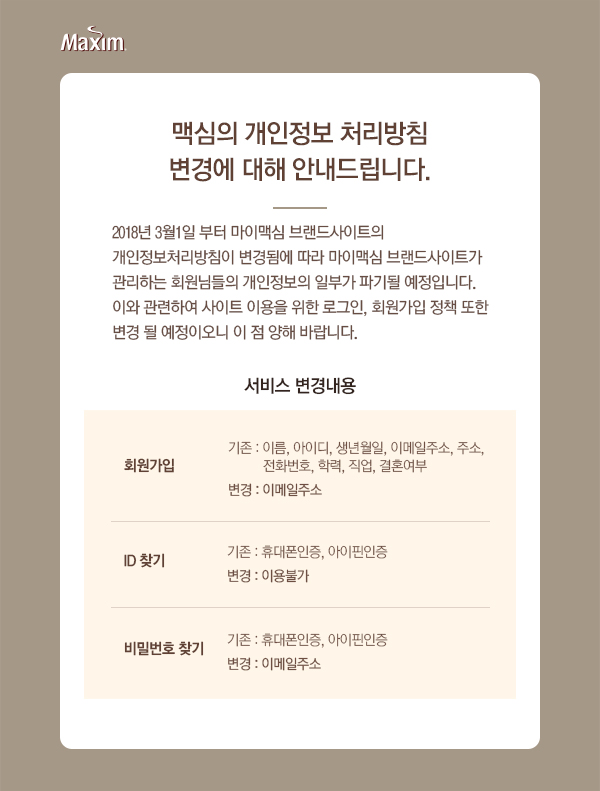 Maxim
맥심의 개인정보 처리방침
변경에 대해 안내드립니다.
2018년 3월1일 부터 마이맥심 브랜드사이트의
개인정보처리방침이 변경됨에 따라 마이맥심 브랜드사이트가
관리하는 회원님들의 개인정보의 일부가 파기될 예정입니다.
이와 관련하여 사이트 이용을 위한 로그인, 회원가입 정책 또한
변경 될 예정이오니 이 점 양해 바랍니다.
서비스 변경내용
회원가입
기존 : 이름, 아이디, 생년월일, 이메일주소, 주소,
전화번호, 학력, 직업, 결혼여부
변경 : 이메일주소
ID 찾기
기존 : 휴대폰인증, 아이핀인증
변경 : 이용불가
비밀번호 찾기
기존 : 휴대폰인증, 아이핀인증
변경 : 이메일주소